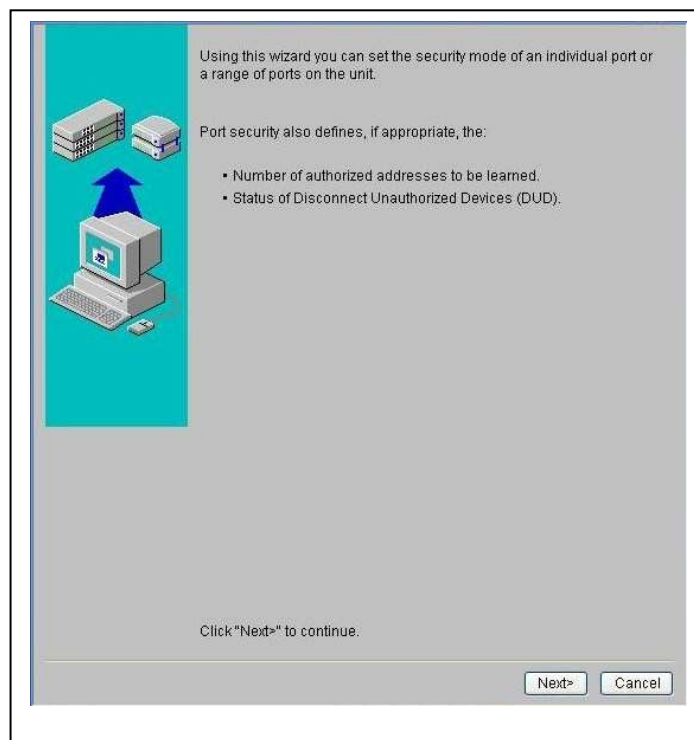 Using this wizard you can set the security mode of an individual port or
a range of ports on the unit.
Port security also defines, if appropriate, the:
• Number of authorized addresses to be learned.
• Status of Disconnect Unauthorized Devices (DUD).
Click "Next>" to continue.
Next>
Cancel